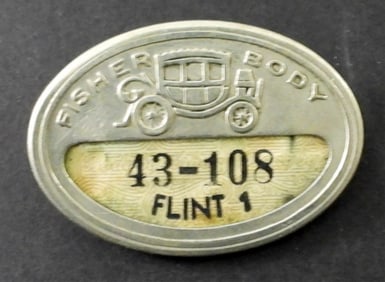 FISHER BODY
43-108
FLINT 1